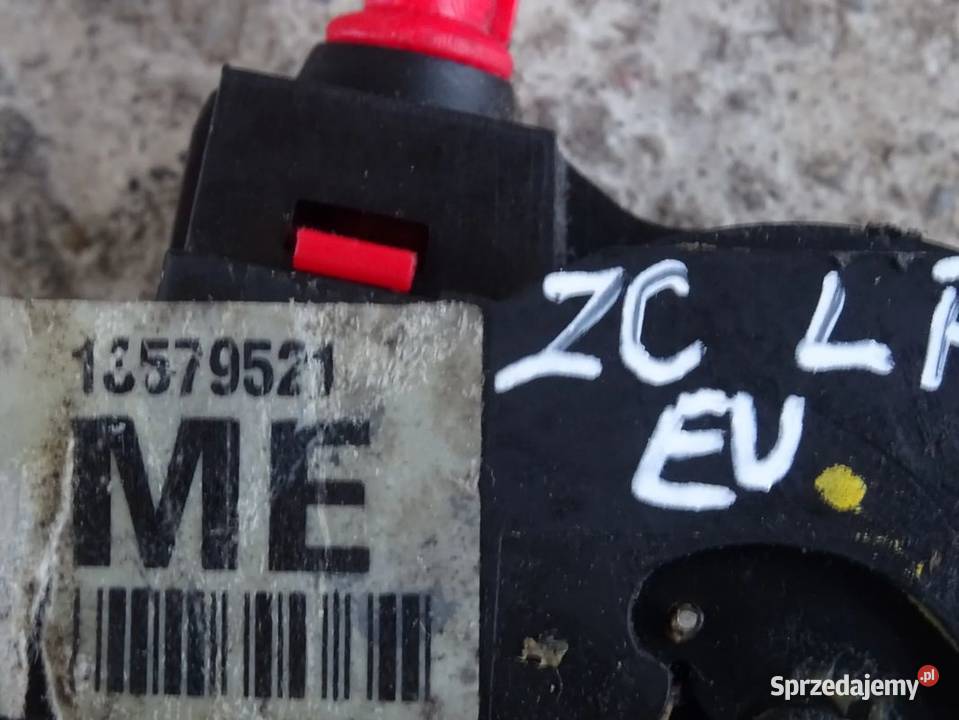 13579521
ME
ZC L
EU
Sprzedajemy.pl